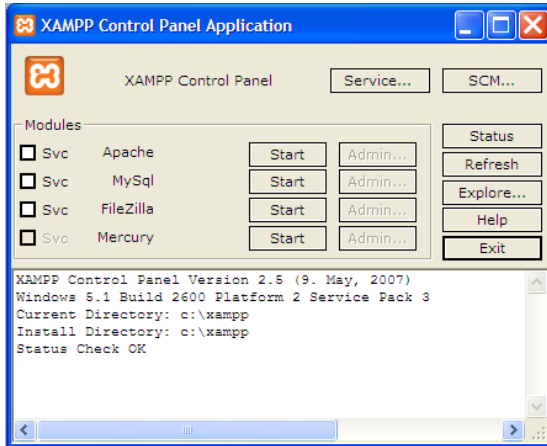 XAMPP Control Panel Application
XAMPP Control Panel Service... SCM...
Modules
Svc Apache Start Admin...
Svc MySql Start Admin...
Svc FileZilla Start Admin...
Svc Mercury Start Admin...
Status
Refresh
Explore...
Help
Exit
XAMPP Control Panel Version 2.5 (9. May, 2007)
Windows 5.1 Build 2600 Platform 2 Service Pack 3
Current Directory: c:\xampp
Install Directory: c:\xampp
Status Check OK